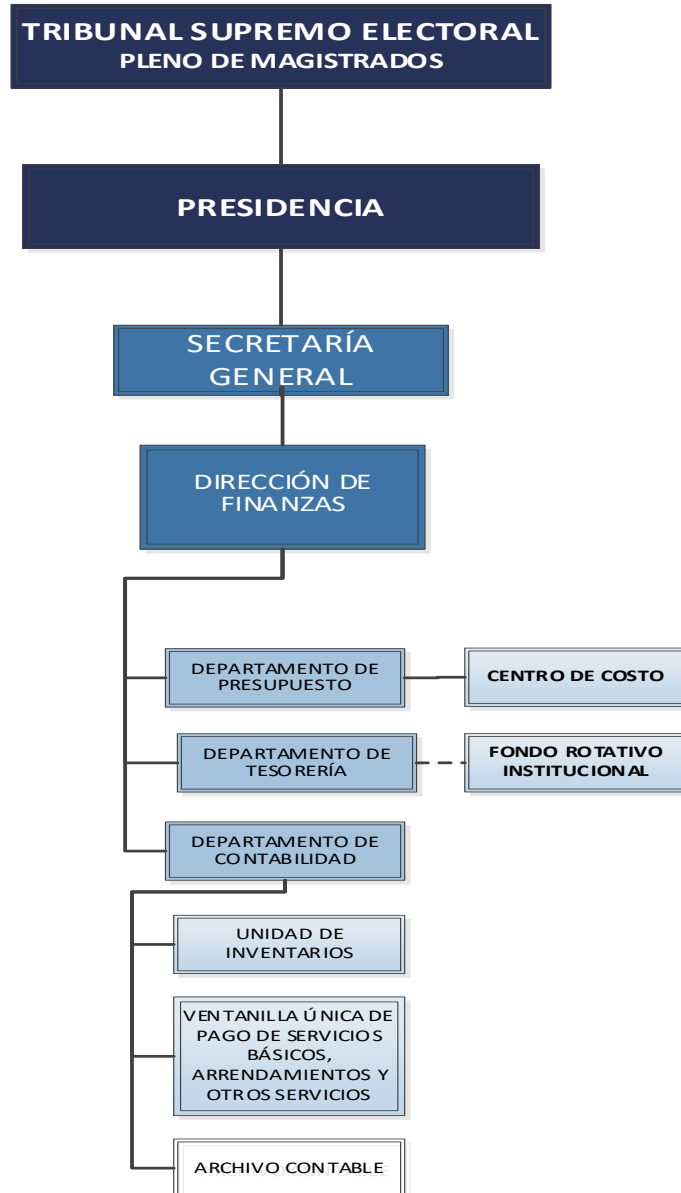 TRIBUNAL SUPREMO ELECTORAL
PLENO DE MAGISTRADOS
PRESIDENCIA
SECRETARÍA
GENERAL
DIRECCIÓN DE
FINANZAS
DEPARTAMENTO DE
PRESUPUESTO
CENTRO DE COSTO
DEPARTAMENTO DE
TESORERÍA
FONDO ROTATIVO
INSTITUCIONAL
DEPARTAMENTO DE
CONTABILIDAD
UNIDAD DE
INVENTARIOS
VENTANILLA ÚNICA DE
PAGO DE SERVICIOS
BÁSICOS,
ARRENDAMIENTOS Y
OTROS SERVICIOS
ARCHIVO CONTABLE